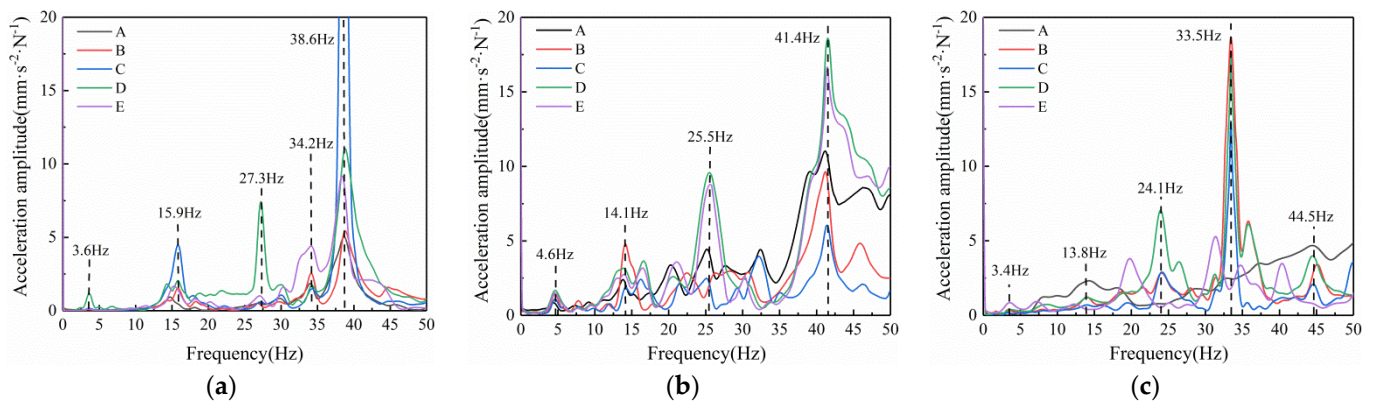 Acceleration amplitude(mm·s⁻²·N⁻¹)
20
15
10
5
0
A
B
C
D
E
3.6Hz
15.9Hz
27.3Hz
34.2Hz
38.6Hz
0 5 10 15 20 25 30 35 40 45 50
Frequency(Hz)
(a)
Acceleration amplitude(mm·s⁻²·N⁻¹)
20
15
10
5
0
A
B
C
D
E
4.6Hz
14.1Hz
25.5Hz
41.4Hz
0 5 10 15 20 25 30 35 40 45 50
Frequency(Hz)
(b)
Acceleration amplitude(mm·s⁻²·N⁻¹)
20
15
10
5
0
A
B
C
D
E
3.4Hz
13.8Hz
24.1Hz
33.5Hz
44.5Hz
0 5 10 15 20 25 30 35 40 45 50
Frequency(Hz)
(c)